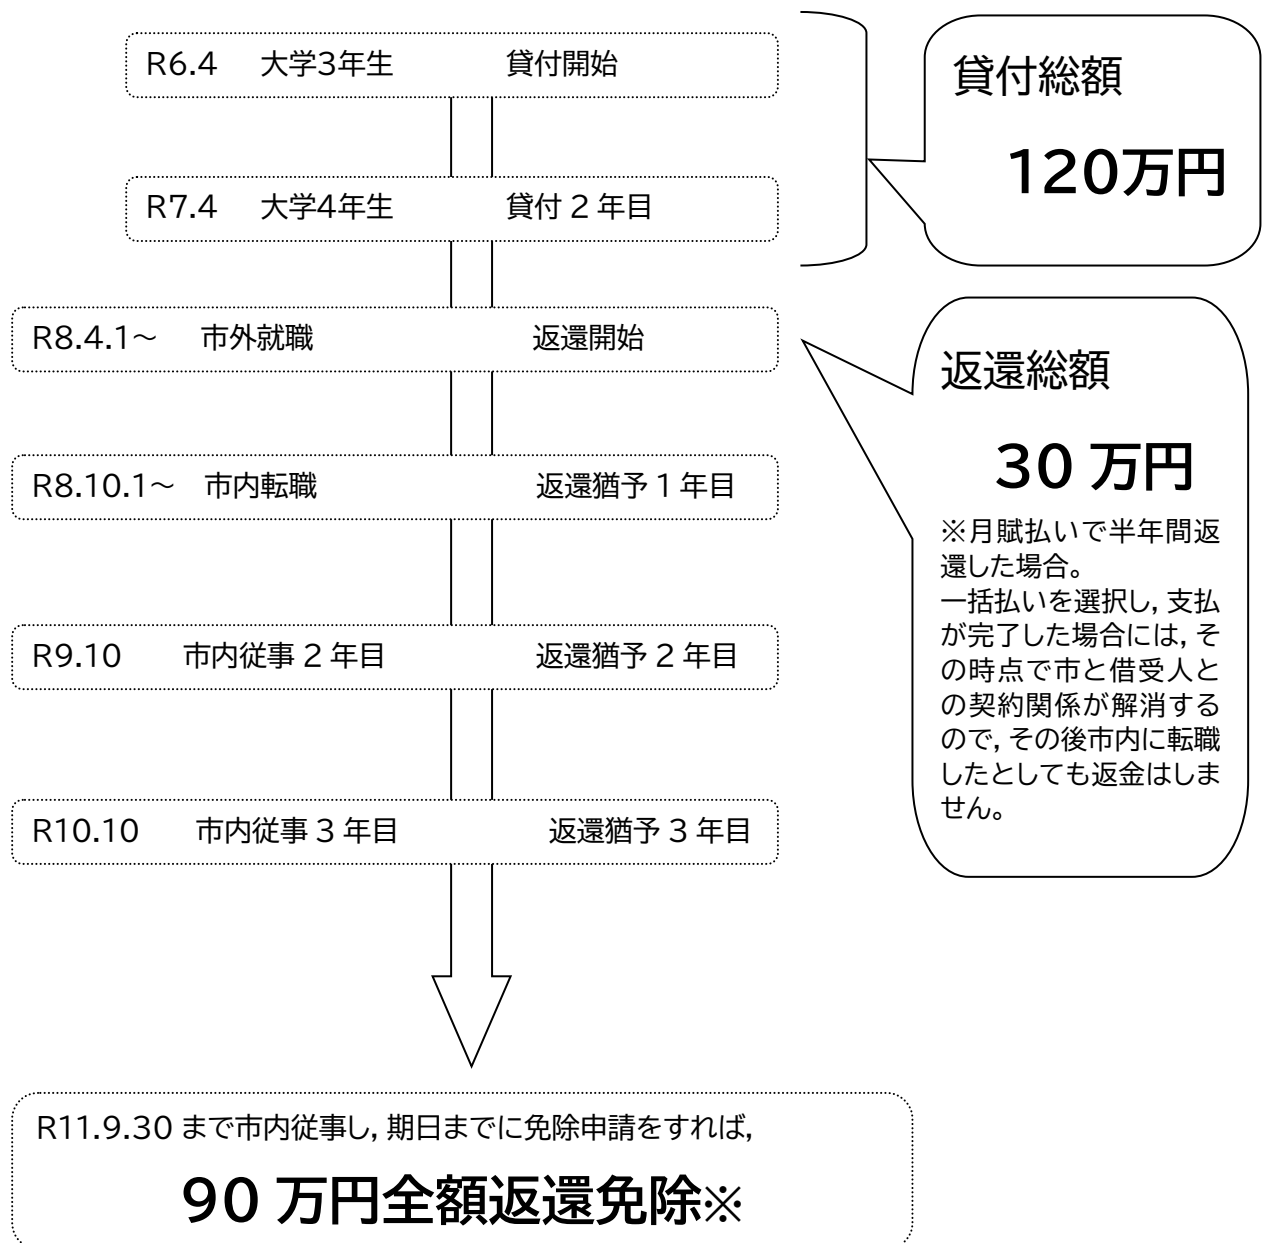 R6.4 大学3年生 貸付開始
貸付総額
120万円
R7.4 大学4年生 貸付 2 年目
R8.4.1～ 市外就職 返還開始
返還総額
30 万円
※月賦払いで半年間返
還した場合。
一括払いを選択し，支払
が完了した場合には，そ
の時点で市と借受人と
の契約関係が解消する
ので，その後市内に転職
したとしても返金はしま
せん。
R8.10.1～ 市内転職 返還猶予 1 年目
R9.10 市内従事 2 年目 返還猶予 2 年目
R10.10 市内従事 3 年目 返還猶予 3 年目
R11.9.30 まで市内従事し，期日までに免除申請をすれば，
90 万円全額返還免除※